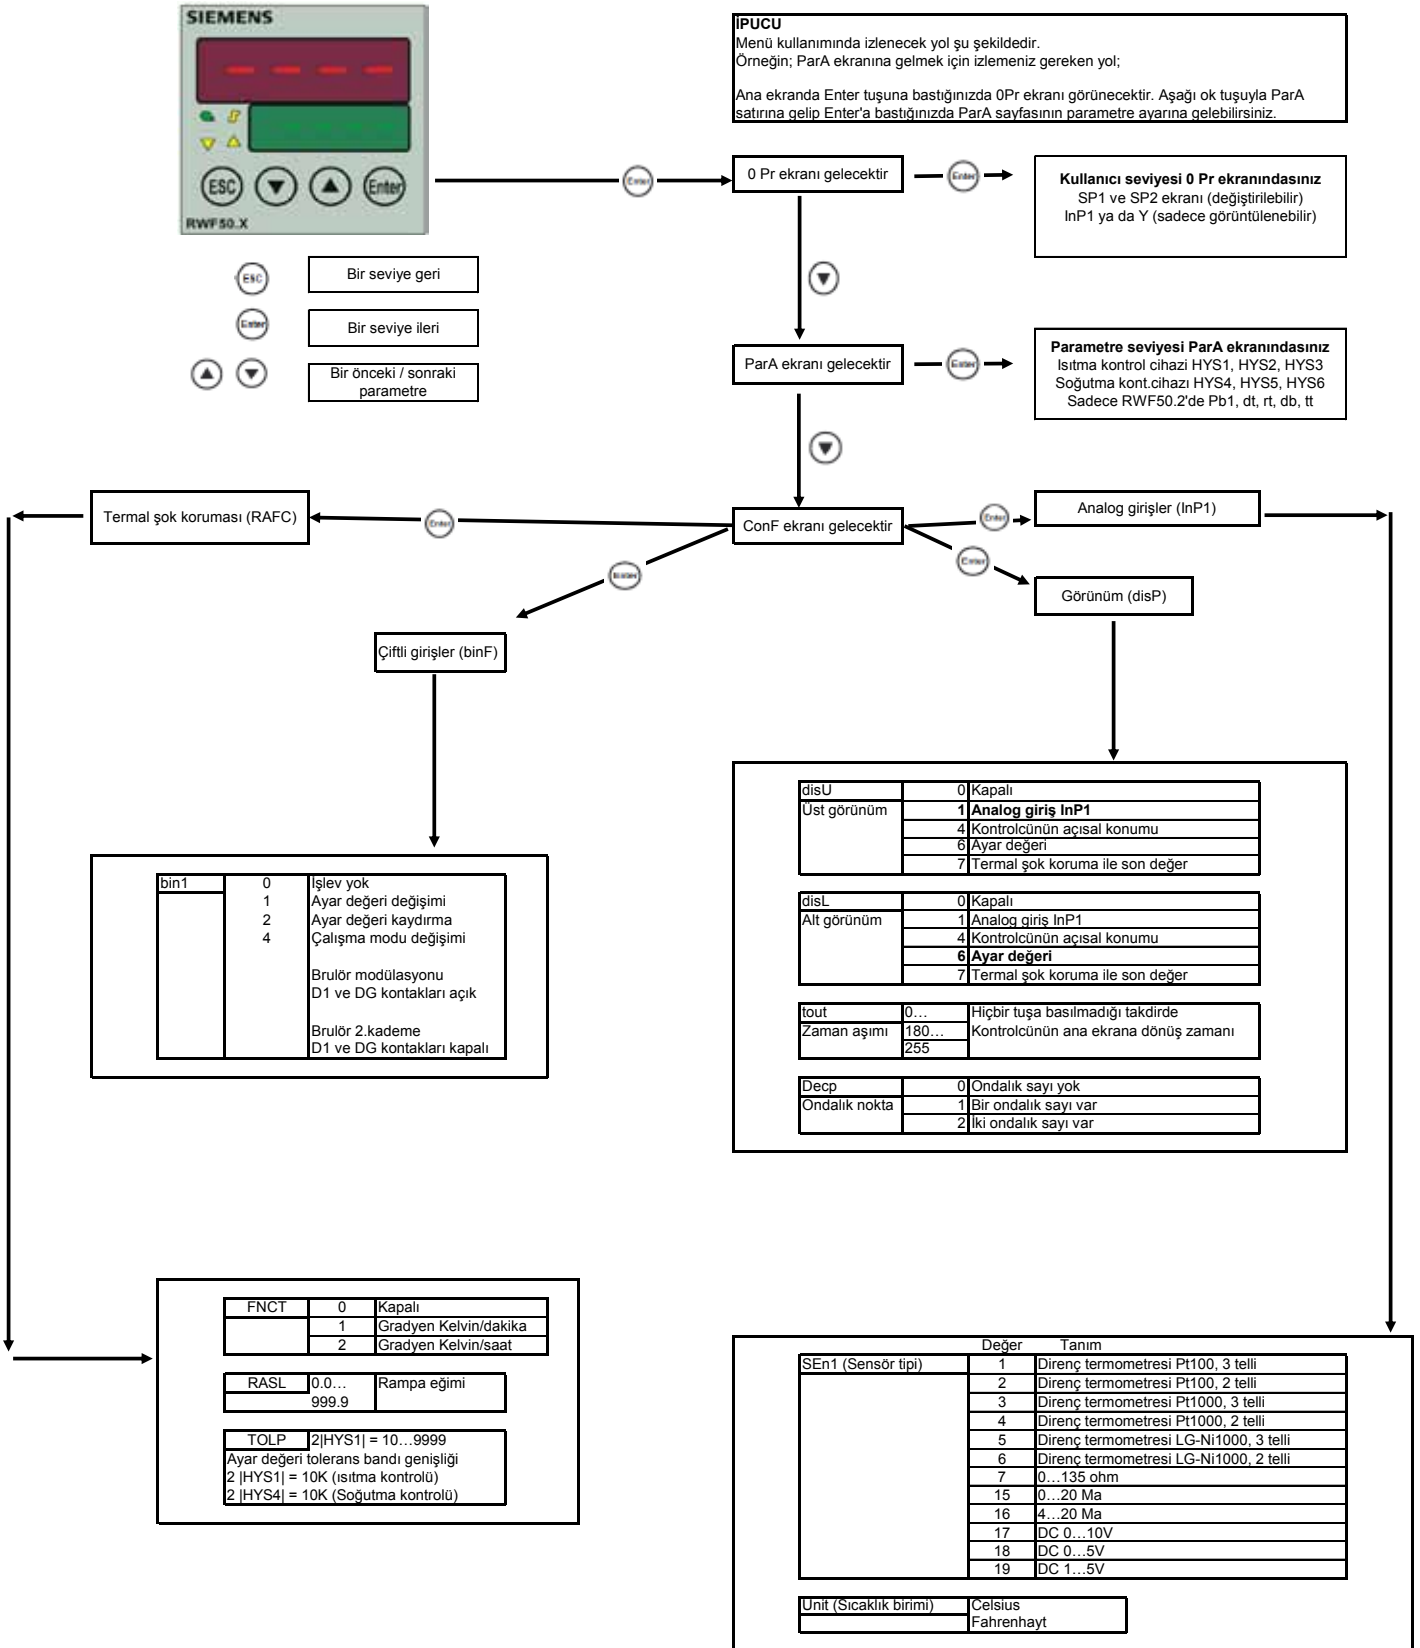 SIEMENS
ESC
Enter
RWF50.X
İPUCU
Menü kullanımında izlenecek yol şu şekildedir.
Örneğin; ParA ekranına gelmek için izlemeniz gereken yol;
Ana ekranda Enter tuşuna bastığınızda 0Pr ekranı görünecektir. Aşağı ok tuşuyla ParA
satırına gelip Enter'a bastığınızda ParA sayfasının parametre ayarına gelebilirsiniz.
Enter
0 Pr ekranı gelecektir
Enter
Kullanıcı seviyesi 0 Pr ekranındasınız
SP1 ve SP2 ekranı (değiştirilebilir)
InP1 ya da Y (sadece görüntülenebilir)
ESC
Bir seviye geri
Enter
Bir seviye ileri
Bir önceki / sonraki
parametre
ParA ekranı gelecektir
Enter
Parametre seviyesi ParA ekranındasınız
Isıtma kontrol cihazi HYS1, HYS2, HYS3
Soğutma kont.cihazı HYS4, HYS5, HYS6
Sadece RWF50.2'de Pb1, dt, rt, db, tt
Termal şok koruması (RAFC)
Enter
ConF ekranı gelecektir
Enter
Analog girişler (InP1)
Enter
Enter
Görünüm (disP)
Çiftli girişler (binF)
bin1 0 İşlev yok
1 Ayar değeri değişimi
2 Ayar değeri kaydırma
4 Çalışma modu değişimi
Brulör modülasyonu
D1 ve DG kontakları açık
Brulör 2.kademe
D1 ve DG kontakları kapalı
disU 0 Kapalı
Üst görünüm 1 Analog giriş InP1
4 Kontrolcünün açısal konumu
6 Ayar değeri
7 Termal şok koruma ile son değer
disL 0 Kapalı
Alt görünüm 1 Analog giriş InP1
4 Kontrolcünün açısal konumu
6 Ayar değeri
7 Termal şok koruma ile son değer
tout 0… Hiçbir tuşa basılmadığı takdirde
Zaman aşımı 180… Kontrolcünün ana ekrana dönüş zamanı
255
Decp 0 Ondalık sayı yok
Ondalık nokta 1 Bir ondalık sayı var
2 İki ondalık sayı var
FNCT 0 Kapalı
1 Gradyen Kelvin/dakika
2 Gradyen Kelvin/saat
RASL 0.0… Rampa eğimi
999.9
TOLP 2|HYS1| = 10…9999
Ayar değeri tolerans bandı genişliği
2 |HYS1| = 10K (ısıtma kontrolü)
2 |HYS4| = 10K (Soğutma kontrolü)
Değer Tanım
SEn1 (Sensör tipi) 1 Direnç termometresi Pt100, 3 telli
2 Direnç termometresi Pt100, 2 telli
3 Direnç termometresi Pt1000, 3 telli
4 Direnç termometresi Pt1000, 2 telli
5 Direnç termometresi LG-Ni1000, 3 telli
6 Direnç termometresi LG-Ni1000, 2 telli
7 0…135 ohm
15 0…20 Ma
16 4…20 Ma
17 DC 0…10V
18 DC 0…5V
19 DC 1…5V
Unit (Sıcaklık birimi) Celsius
Fahrenhayt